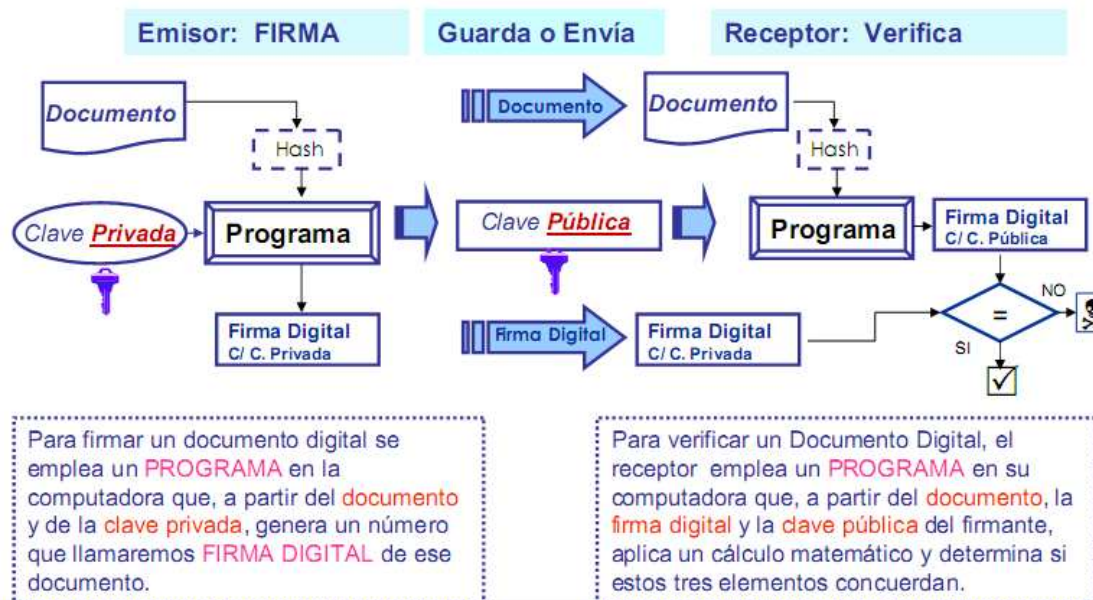 Emisor: FIRMA
Guarda o Envía
Receptor: Verifica
Documento
Hash
Clave Privada
Programa
Firma Digital
C/ C. Privada
Documento
Clave Pública
Firma Digital
Documento
Hash
Programa
Firma Digital
C/ C. Pública
Firma Digital
C/ C. Privada
=
NO
SI
Para firmar un documento digital se
emplea un PROGRAMA en la
computadora que, a partir del documento
y de la clave privada, genera un número
que llamaremos FIRMA DIGITAL de ese
documento.
Para verificar un Documento Digital, el
receptor emplea un PROGRAMA en su
computadora que, a partir del documento, la
firma digital y la clave pública del firmante,
aplica un cálculo matemático y determina si
estos tres elementos concuerdan.